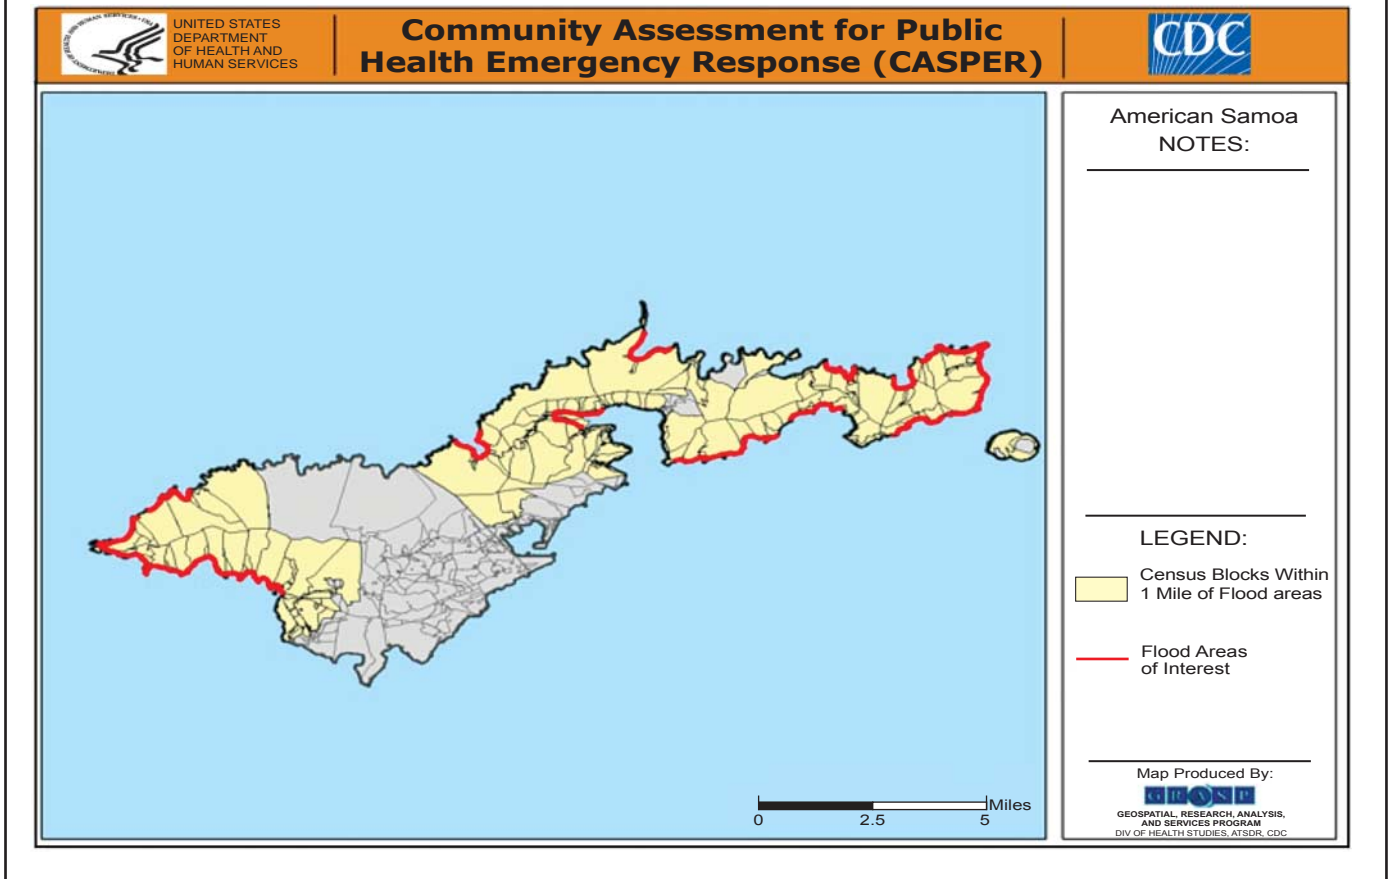 UNITED STATES
DEPARTMENT
OF HEALTH AND
HUMAN SERVICES
Community Assessment for Public
Health Emergency Response (CASPER)
CDC
American Samoa
NOTES:
LEGEND:
Census Blocks Within
1 Mile of Flood areas
Flood Areas
of Interest
Miles
0 2.5 5
Map Produced By:
GRASP
GEOSPATIAL, RESEARCH, ANALYSIS,
AND SERVICES PROGRAM
DIV OF HEALTH STUDIES, ATSDR, CDC